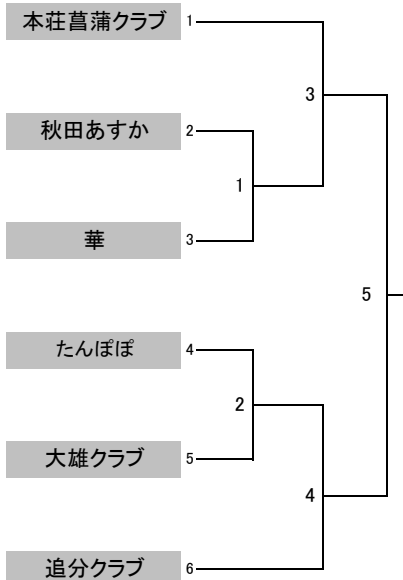 本荘菖蒲クラブ 1
3
秋田あすか 2
1
華 3
5
たんぽぽ 4
2
大雄クラブ 5
4
追分クラブ 6